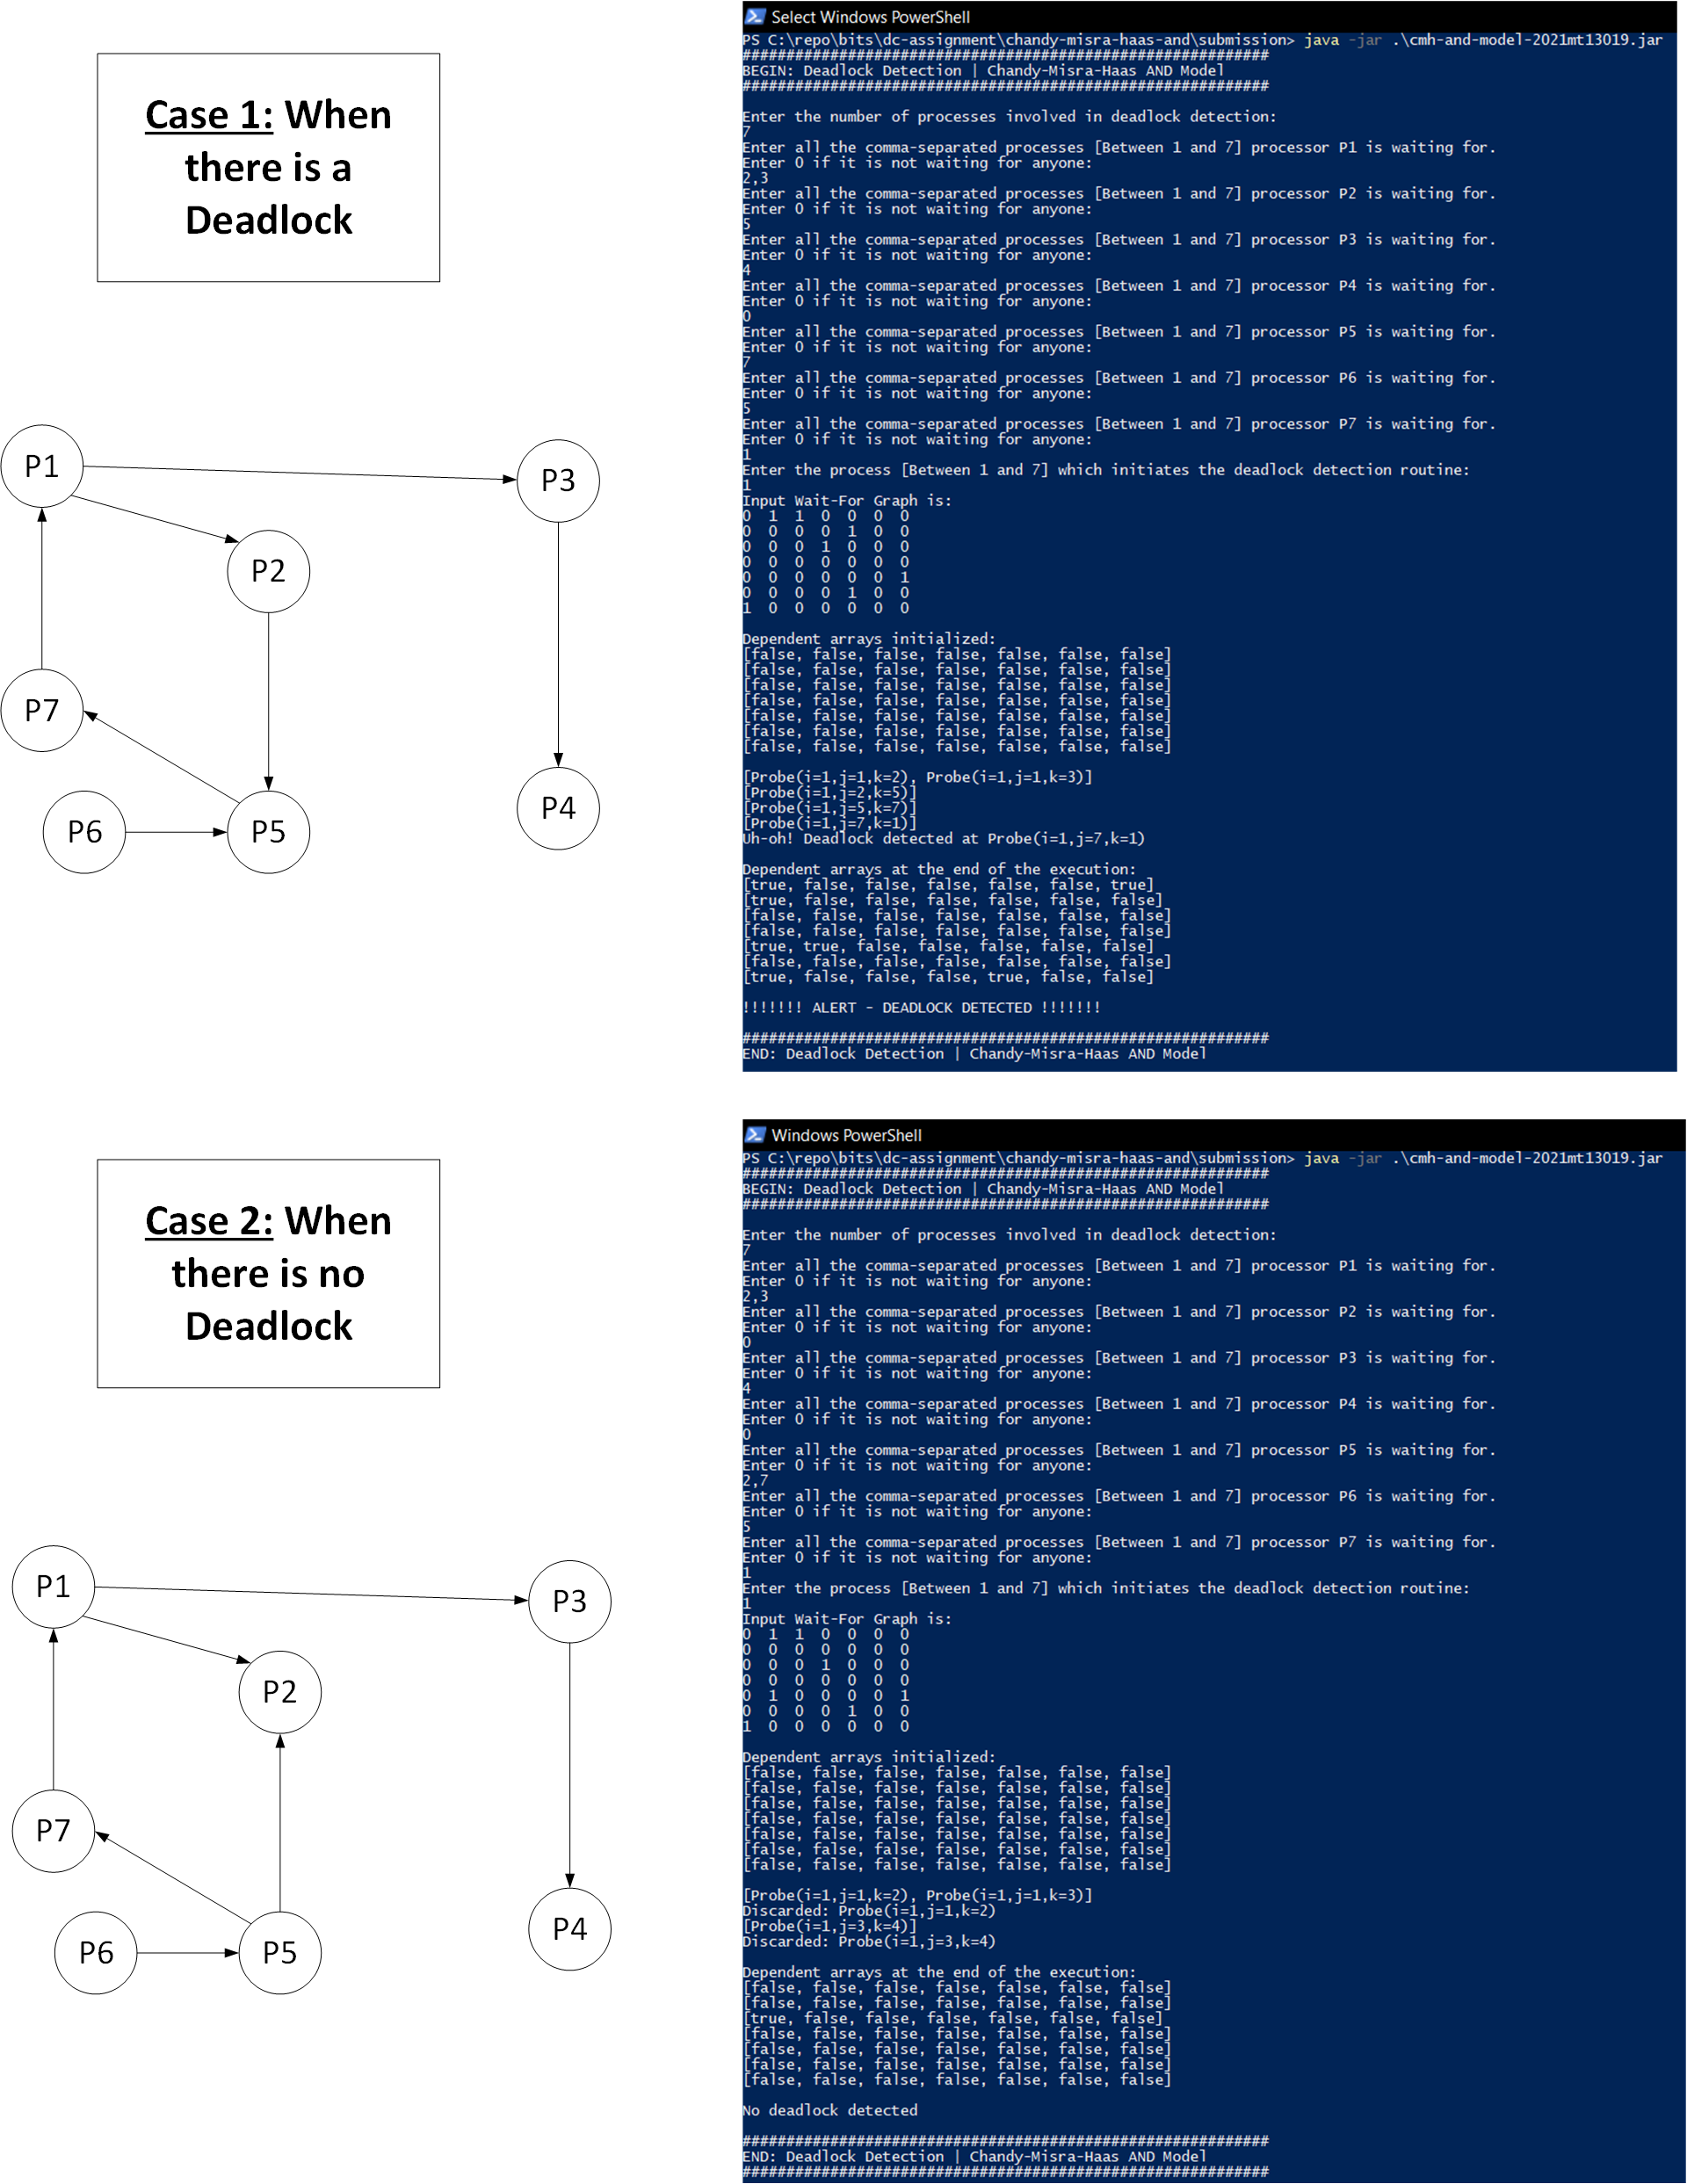 Case 1: When
there is a
Deadlock
P1
P3
P2
P7
P4
P6
P5
Select Windows PowerShell
PS C:\repo\bits\dc-assignment\chandy-misra-haas-and\submission> java -jar .\cmh-and-model-2021mt13019.jar
############################################################
BEGIN: Deadlock Detection | Chandy-Misra-Haas AND Model
############################################################
Enter the number of processes involved in deadlock detection:
7
Enter all the comma-separated processes [Between 1 and 7] processor P1 is waiting for.
Enter 0 if it is not waiting for anyone:
2,3
Enter all the comma-separated processes [Between 1 and 7] processor P2 is waiting for.
Enter 0 if it is not waiting for anyone:
5
Enter all the comma-separated processes [Between 1 and 7] processor P3 is waiting for.
Enter 0 if it is not waiting for anyone:
4
Enter all the comma-separated processes [Between 1 and 7] processor P4 is waiting for.
Enter 0 if it is not waiting for anyone:
0
Enter all the comma-separated processes [Between 1 and 7] processor P5 is waiting for.
Enter 0 if it is not waiting for anyone:
7
Enter all the comma-separated processes [Between 1 and 7] processor P6 is waiting for.
Enter 0 if it is not waiting for anyone:
5
Enter all the comma-separated processes [Between 1 and 7] processor P7 is waiting for.
Enter 0 if it is not waiting for anyone:
1
Enter the process [Between 1 and 7] which initiates the deadlock detection routine:
1
Input Wait-For Graph is:
0 1 1 0 0 0 0
0 0 0 0 1 0 0
0 0 0 1 0 0 0
0 0 0 0 0 0 0
0 0 0 0 0 0 1
0 0 0 0 1 0 0
1 0 0 0 0 0 0
Dependent arrays initialized:
[false, false, false, false, false, false, false]
[false, false, false, false, false, false, false]
[false, false, false, false, false, false, false]
[false, false, false, false, false, false, false]
[false, false, false, false, false, false, false]
[false, false, false, false, false, false, false]
[false, false, false, false, false, false, false]
[Probe(i=1,j=1,k=2), Probe(i=1,j=1,k=3)]
[Probe(i=1,j=2,k=5)]
[Probe(i=1,j=5,k=7)]
[Probe(i=1,j=7,k=1)]
Uh-oh! Deadlock detected at Probe(i=1,j=7,k=1)
Dependent arrays at the end of the execution:
[true, false, false, false, false, false, true]
[true, false, false, false, false, false, false]
[false, false, false, false, false, false, false]
[false, false, false, false, false, false, false]
[true, true, false, false, false, false, false]
[false, false, false, false, false, false, false]
[true, false, false, false, true, false, false]
!!!!!!! ALERT - DEADLOCK DETECTED !!!!!!!
############################################################
END: Deadlock Detection | Chandy-Misra-Haas AND Model
Case 2: When
there is no
Deadlock
P1
P3
P2
P7
P4
P6
P5
Windows PowerShell
PS C:\repo\bits\dc-assignment\chandy-misra-haas-and\submission> java -jar .\cmh-and-model-2021mt13019.jar
############################################################
BEGIN: Deadlock Detection | Chandy-Misra-Haas AND Model
############################################################
Enter the number of processes involved in deadlock detection:
7
Enter all the comma-separated processes [Between 1 and 7] processor P1 is waiting for.
Enter 0 if it is not waiting for anyone:
2,3
Enter all the comma-separated processes [Between 1 and 7] processor P2 is waiting for.
Enter 0 if it is not waiting for anyone:
0
Enter all the comma-separated processes [Between 1 and 7] processor P3 is waiting for.
Enter 0 if it is not waiting for anyone:
4
Enter all the comma-separated processes [Between 1 and 7] processor P4 is waiting for.
Enter 0 if it is not waiting for anyone:
0
Enter all the comma-separated processes [Between 1 and 7] processor P5 is waiting for.
Enter 0 if it is not waiting for anyone:
2,7
Enter all the comma-separated processes [Between 1 and 7] processor P6 is waiting for.
Enter 0 if it is not waiting for anyone:
5
Enter all the comma-separated processes [Between 1 and 7] processor P7 is waiting for.
Enter 0 if it is not waiting for anyone:
1
Enter the process [Between 1 and 7] which initiates the deadlock detection routine:
1
Input Wait-For Graph is:
0 1 1 0 0 0 0
0 0 0 0 0 0 0
0 0 0 1 0 0 0
0 0 0 0 0 0 0
0 1 0 0 0 0 1
0 0 0 0 1 0 0
1 0 0 0 0 0 0
Dependent arrays initialized:
[false, false, false, false, false, false, false]
[false, false, false, false, false, false, false]
[false, false, false, false, false, false, false]
[false, false, false, false, false, false, false]
[false, false, false, false, false, false, false]
[false, false, false, false, false, false, false]
[false, false, false, false, false, false, false]
[Probe(i=1,j=1,k=2), Probe(i=1,j=1,k=3)]
Discarded: Probe(i=1,j=1,k=2)
[Probe(i=1,j=3,k=4)]
Discarded: Probe(i=1,j=3,k=4)
Dependent arrays at the end of the execution:
[false, false, false, false, false, false, false]
[false, false, false, false, false, false, false]
[true, false, false, false, false, false, false]
[false, false, false, false, false, false, false]
[false, false, false, false, false, false, false]
[false, false, false, false, false, false, false]
[false, false, false, false, false, false, false]
No deadlock detected
############################################################
END: Deadlock Detection | Chandy-Misra-Haas AND Model
############################################################